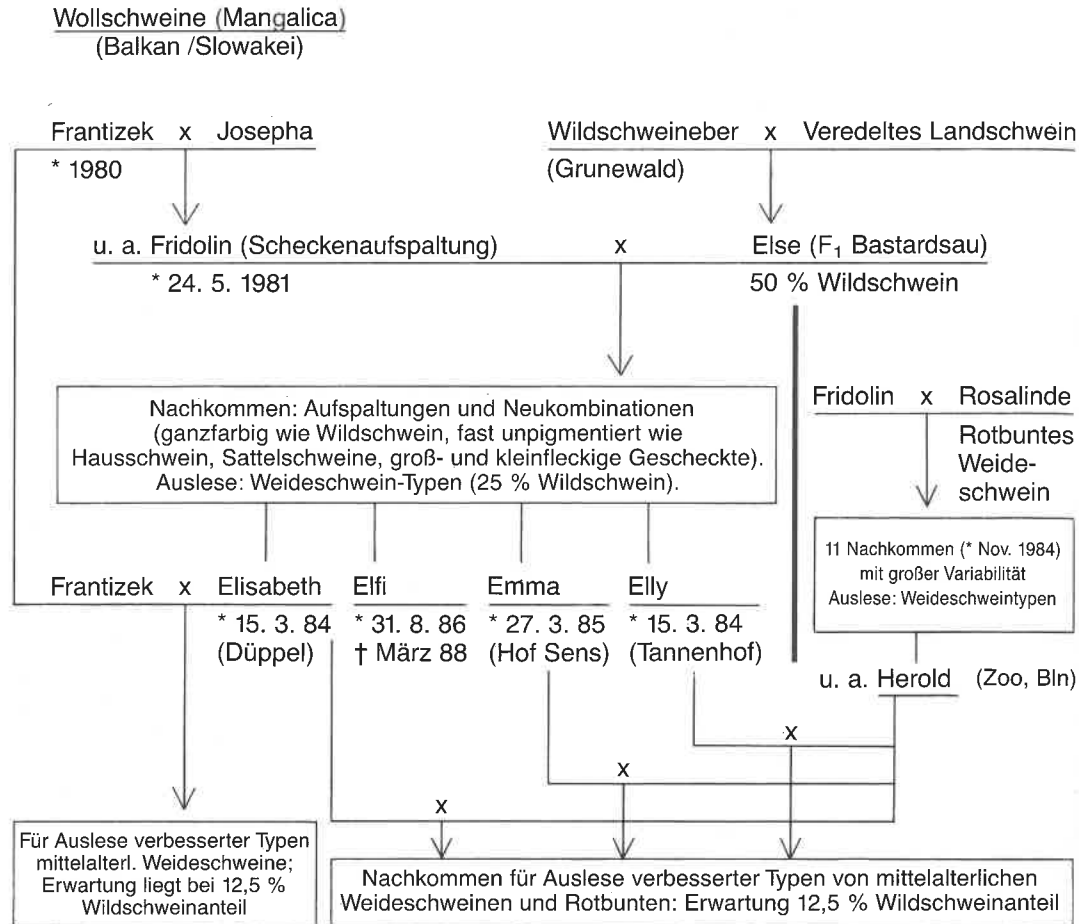 Wollschweine (Mangalica)
(Balkan /Slowakei)
Frantizek x Josepha
* 1980
Wildschweineber x Veredeltes Landschwein
(Grunewald)
u. a. Fridolin (Scheckenaufspaltung) x Else (F₁ Bastardsau)
* 24. 5. 1981
50 % Wildschwein
Nachkommen: Aufspaltungen und Neukombinationen
(ganzfarbig wie Wildschwein, fast unpigmentiert wie
Hausschwein, Sattelschweine, groß- und kleinfleckige Gescheckte).
Auslese: Weideschwein-Typen (25 % Wildschwein).
Fridolin x Rosalinde
Rotbuntes
Weide-
schwein
11 Nachkommen (* Nov. 1984)
mit großer Variabilität
Auslese: Weideschweintypen
Frantizek x Elisabeth Elfi Emma Elly
* 15. 3. 84 * 31. 8. 86 * 27. 3. 85 * 15. 3. 84
(Düppel) † März 88 (Hof Sens) (Tannenhof)
u. a. Herold (Zoo, Bln)
x
x
x
Für Auslese verbesserter Typen
mittelalterl. Weideschweine;
Erwartung liegt bei 12,5 %
Wildschweinanteil
Nachkommen für Auslese verbesserter Typen von mittelalterlichen
Weideschweinen und Rotbunten: Erwartung 12,5 % Wildschweinanteil